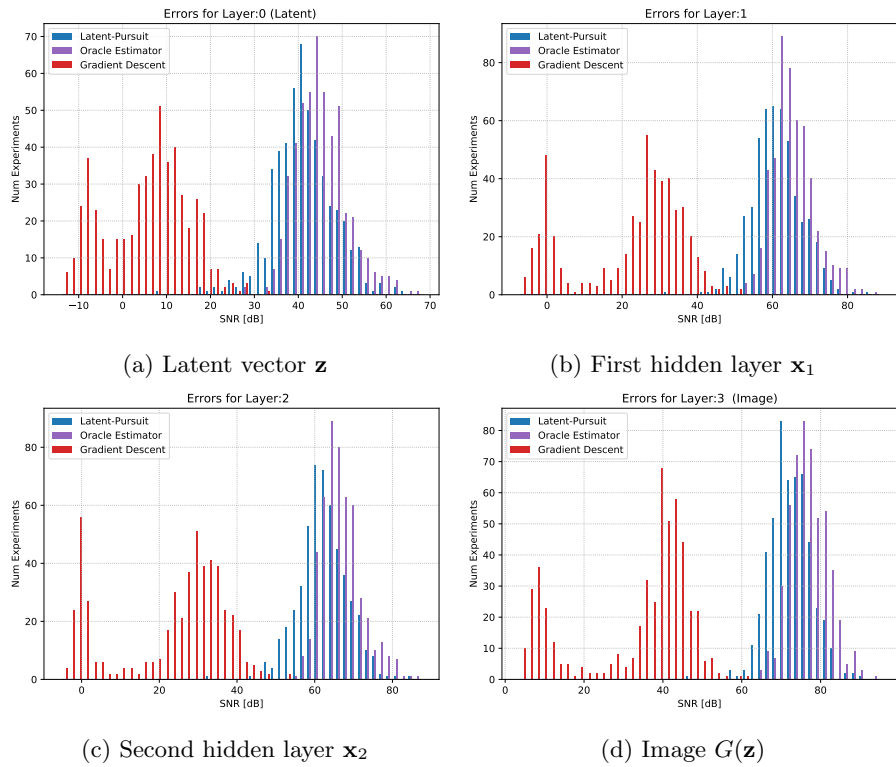 Errors for Layer:0 (Latent)
Latent-Pursuit
Oracle Estimator
Gradient Descent
Num Experiments
70
60
50
40
30
20
10
0
−10 0 10 20 30 40 50 60 70
SNR [dB]
(a) Latent vector z
Errors for Layer:1
Latent-Pursuit
Oracle Estimator
Gradient Descent
Num Experiments
80
60
40
20
0
0 20 40 60 80
SNR [dB]
(b) First hidden layer x₁
Errors for Layer:2
Latent-Pursuit
Oracle Estimator
Gradient Descent
Num Experiments
80
60
40
20
0
0 20 40 60 80
SNR [dB]
(c) Second hidden layer x₂
Errors for Layer:3 (Image)
Latent-Pursuit
Oracle Estimator
Gradient Descent
Num Experiments
80
70
60
50
40
30
20
10
0
0 20 40 60 80
SNR [dB]
(d) Image G(z)